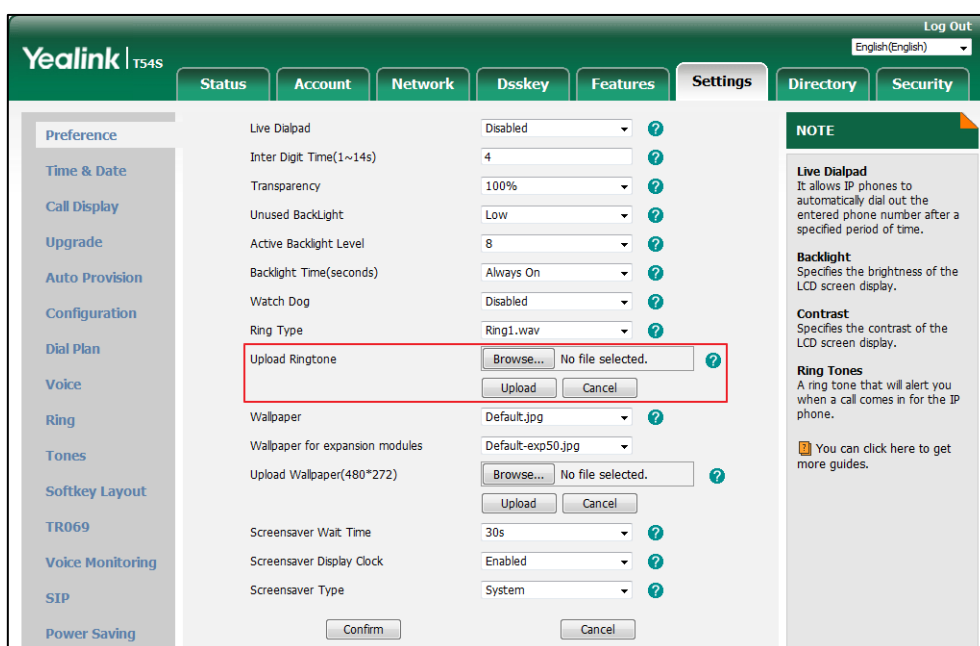 Log Out
English(English)
Yealink | T54S
Status Account Network Dsskey Features Settings Directory Security
Preference
Time & Date
Call Display
Upgrade
Auto Provision
Configuration
Dial Plan
Voice
Ring
Tones
Softkey Layout
TR069
Voice Monitoring
SIP
Power Saving
Live Dialpad Disabled ?
Inter Digit Time(1~14s) 4 ?
Transparency 100% ?
Unused BackLight Low ?
Active Backlight Level 8 ?
Backlight Time(seconds) Always On ?
Watch Dog Disabled ?
Ring Type Ring1.wav ?
Upload Ringtone Browse... No file selected. ?
Upload Cancel
Wallpaper Default.jpg ?
Wallpaper for expansion modules Default-exp50.jpg
Upload Wallpaper(480*272) Browse... No file selected. ?
Upload Cancel
Screensaver Wait Time 30s ?
Screensaver Display Clock Enabled ?
Screensaver Type System ?
Confirm Cancel
NOTE
Live Dialpad
It allows IP phones to
automatically dial out the
entered phone number after a
specified period of time.
Backlight
Specifies the brightness of the
LCD screen display.
Contrast
Specifies the contrast of the
LCD screen display.
Ring Tones
A ring tone that will alert you
when a call comes in for the IP
phone.
? You can click here to get
more guides.